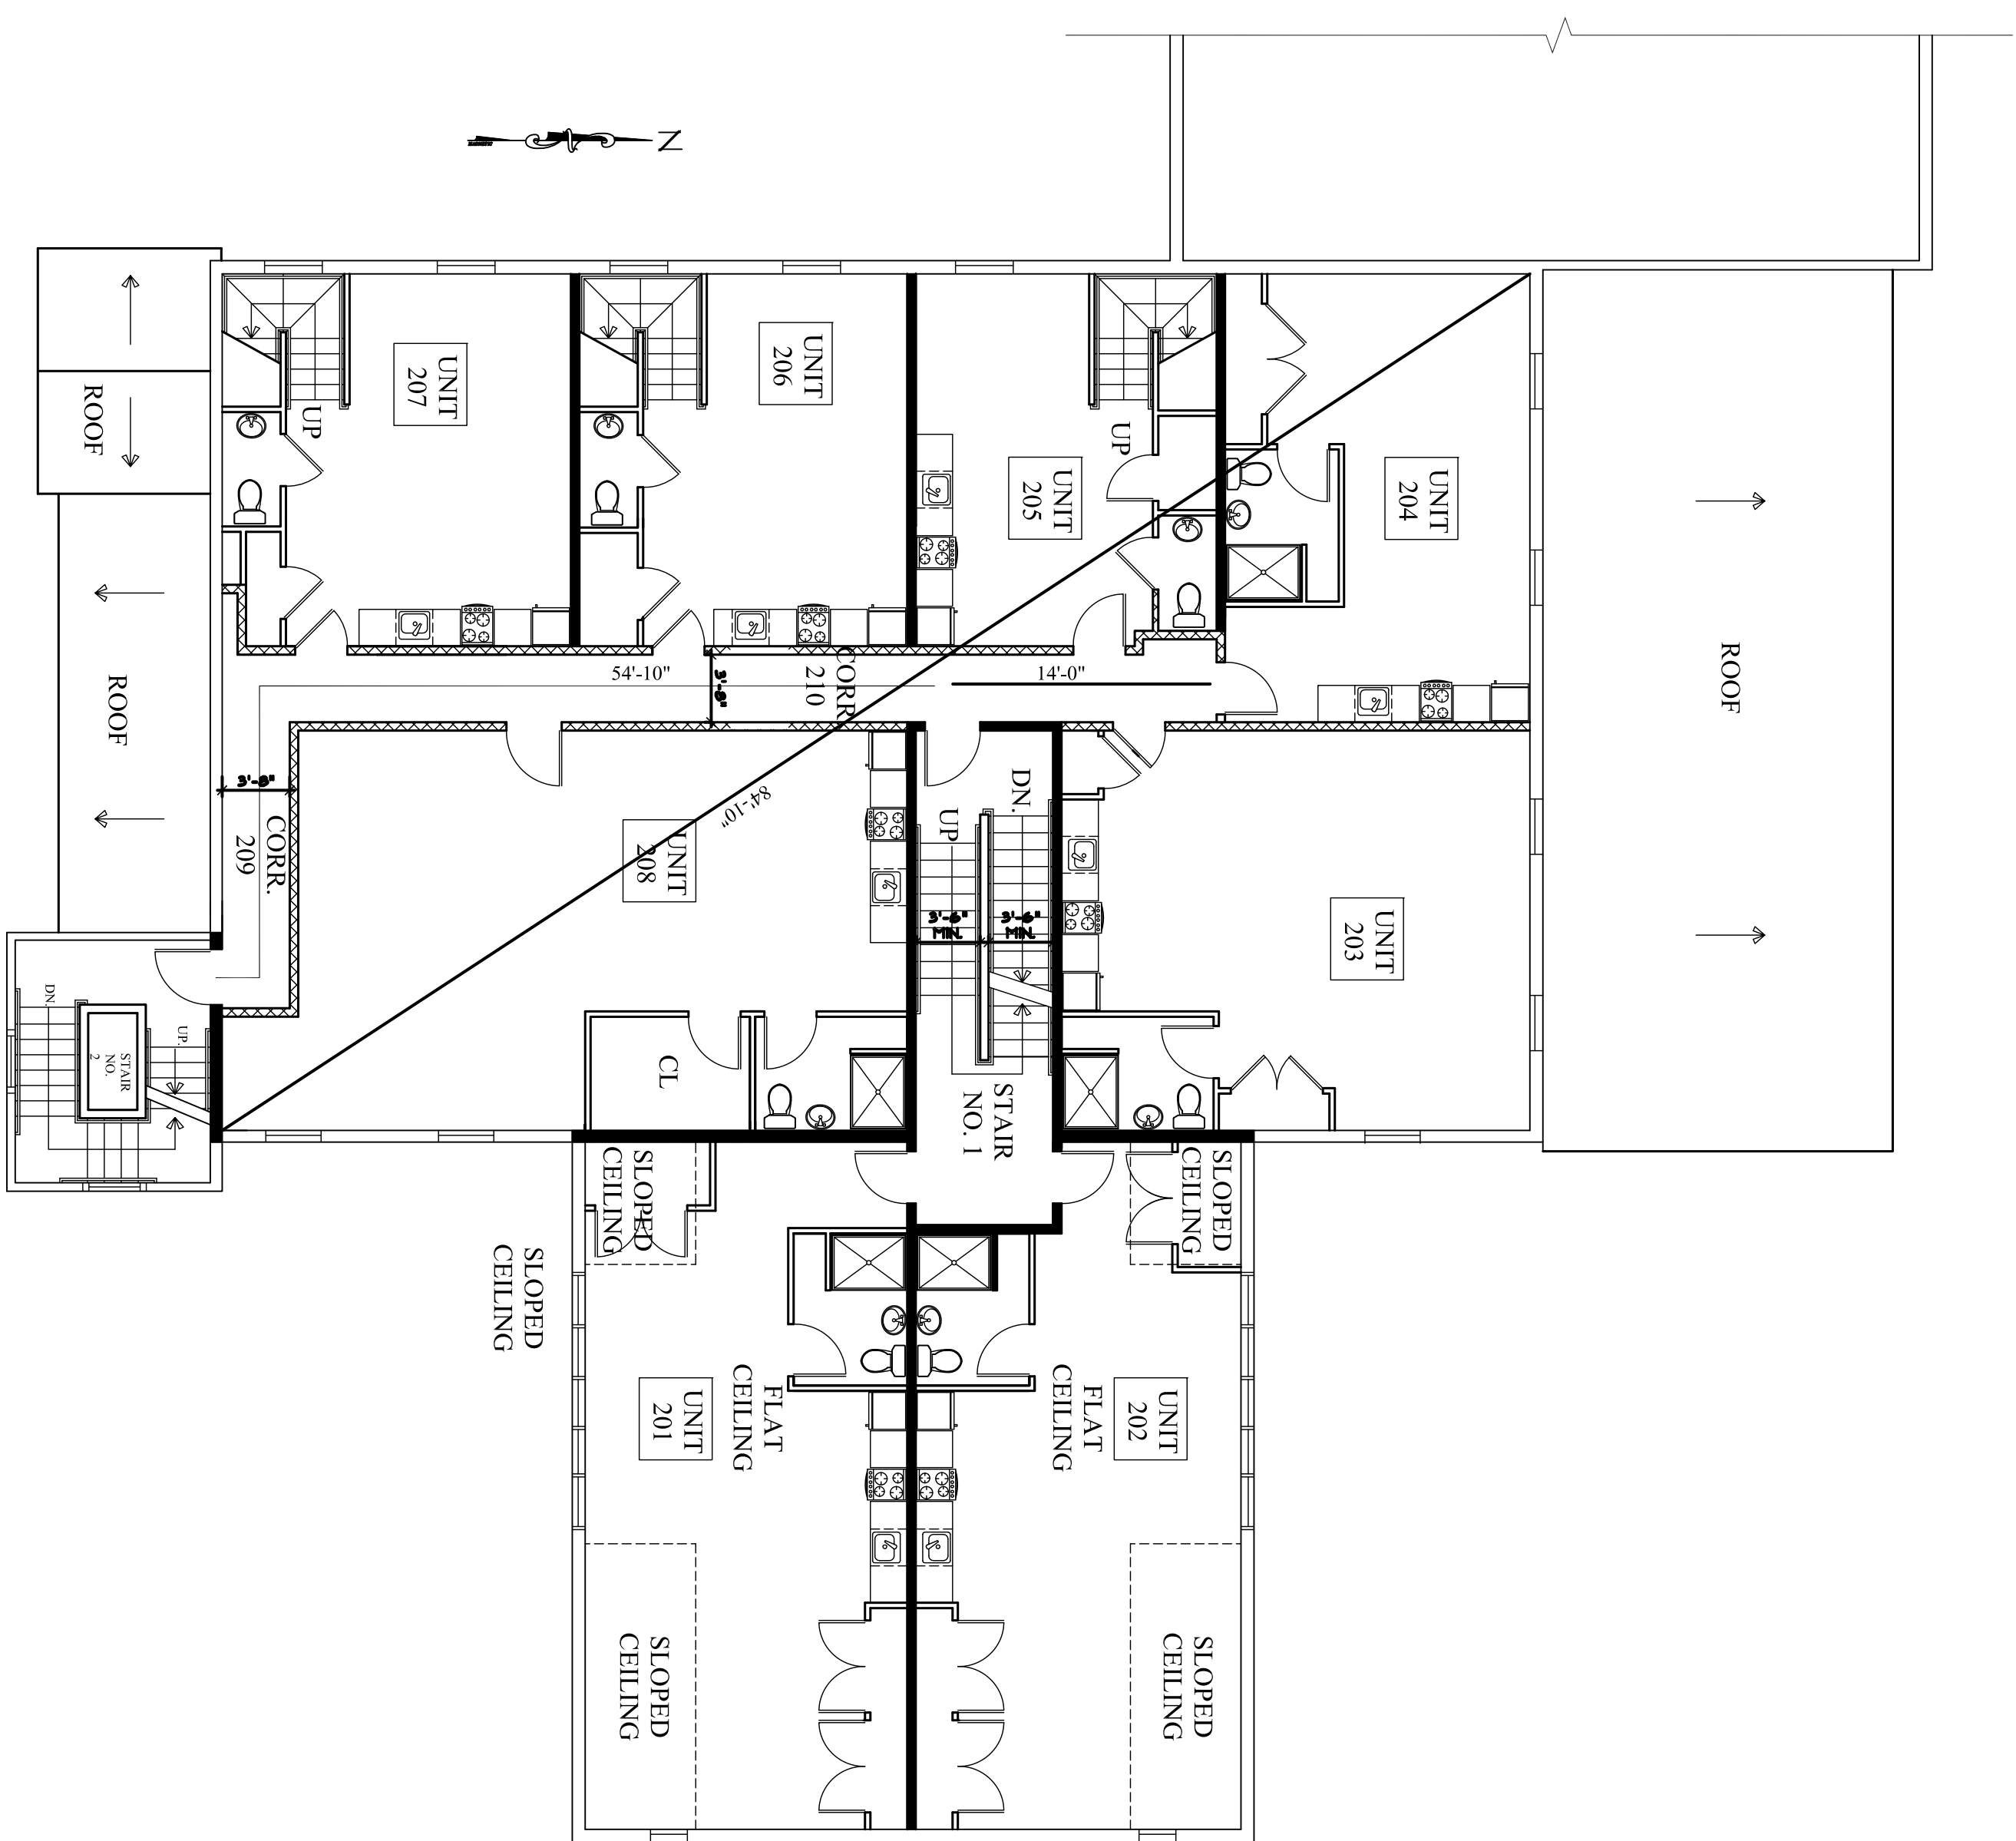 N
UNIT
207
UP
UNIT
206
UNIT
205
UP
UNIT
204
ROOF
ROOF
ROOF
54'-10"
3'-8"
CORR
210
14'-0"
3'-8"
CORR.
209
84'-10"
UNIT
208
DN.
UP
3'-6"
MIN.
3'-6"
MIN.
UNIT
203
STAIR
NO. 1
CL
DN.
UP.
STAIR
NO.
2
SLOPED
CEILING
SLOPED
CEILING
SLOPED
CEILING
FLAT
CEILING
FLAT
CEILING
UNIT
201
UNIT
202
SLOPED
CEILING
SLOPED
CEILING